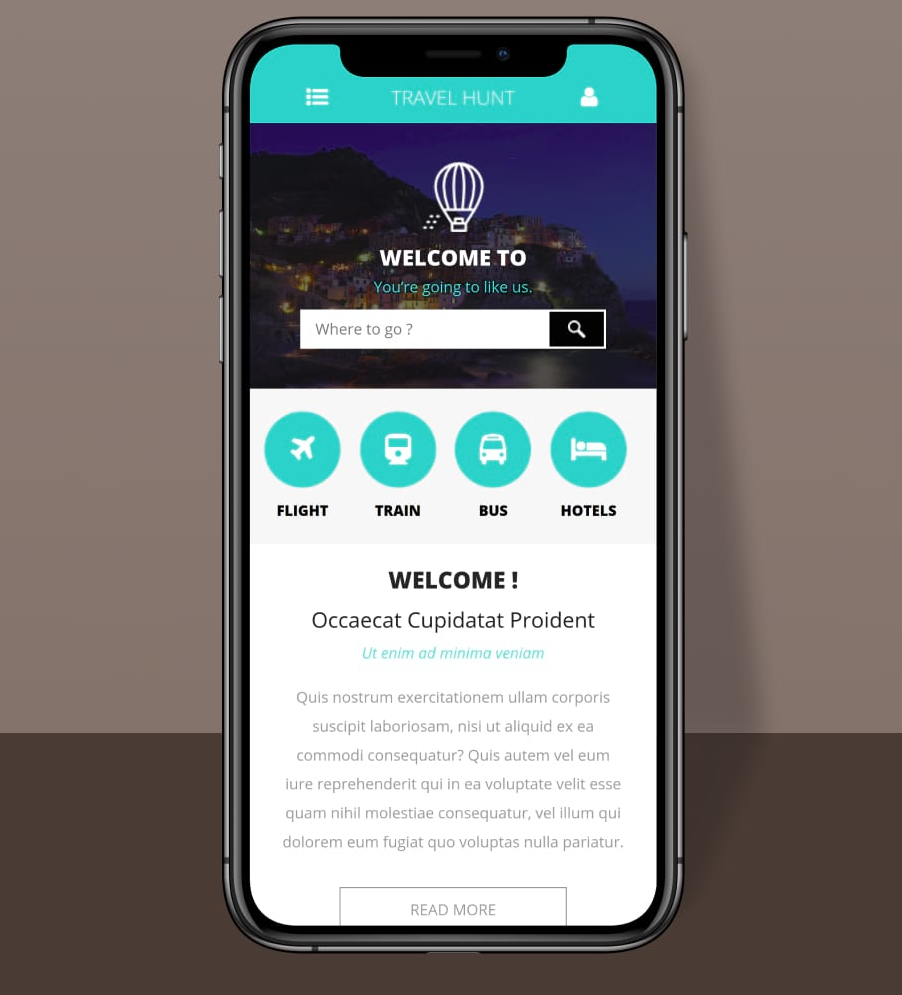 TRAVEL HUNT
WELCOME TO
You're going to like us.
Where to go ?
FLIGHT TRAIN BUS HOTELS
WELCOME !
Occaecat Cupidatat Proident
Ut enim ad minima veniam
Quis nostrum exercitationem ullam corporis
suscipit laboriosam, nisi ut aliquid ex ea
commodi consequatur? Quis autem vel eum
iure reprehenderit qui in ea voluptate velit esse
quam nihil molestiae consequatur, vel illum qui
dolorem eum fugiat quo voluptas nulla pariatur.
READ MORE